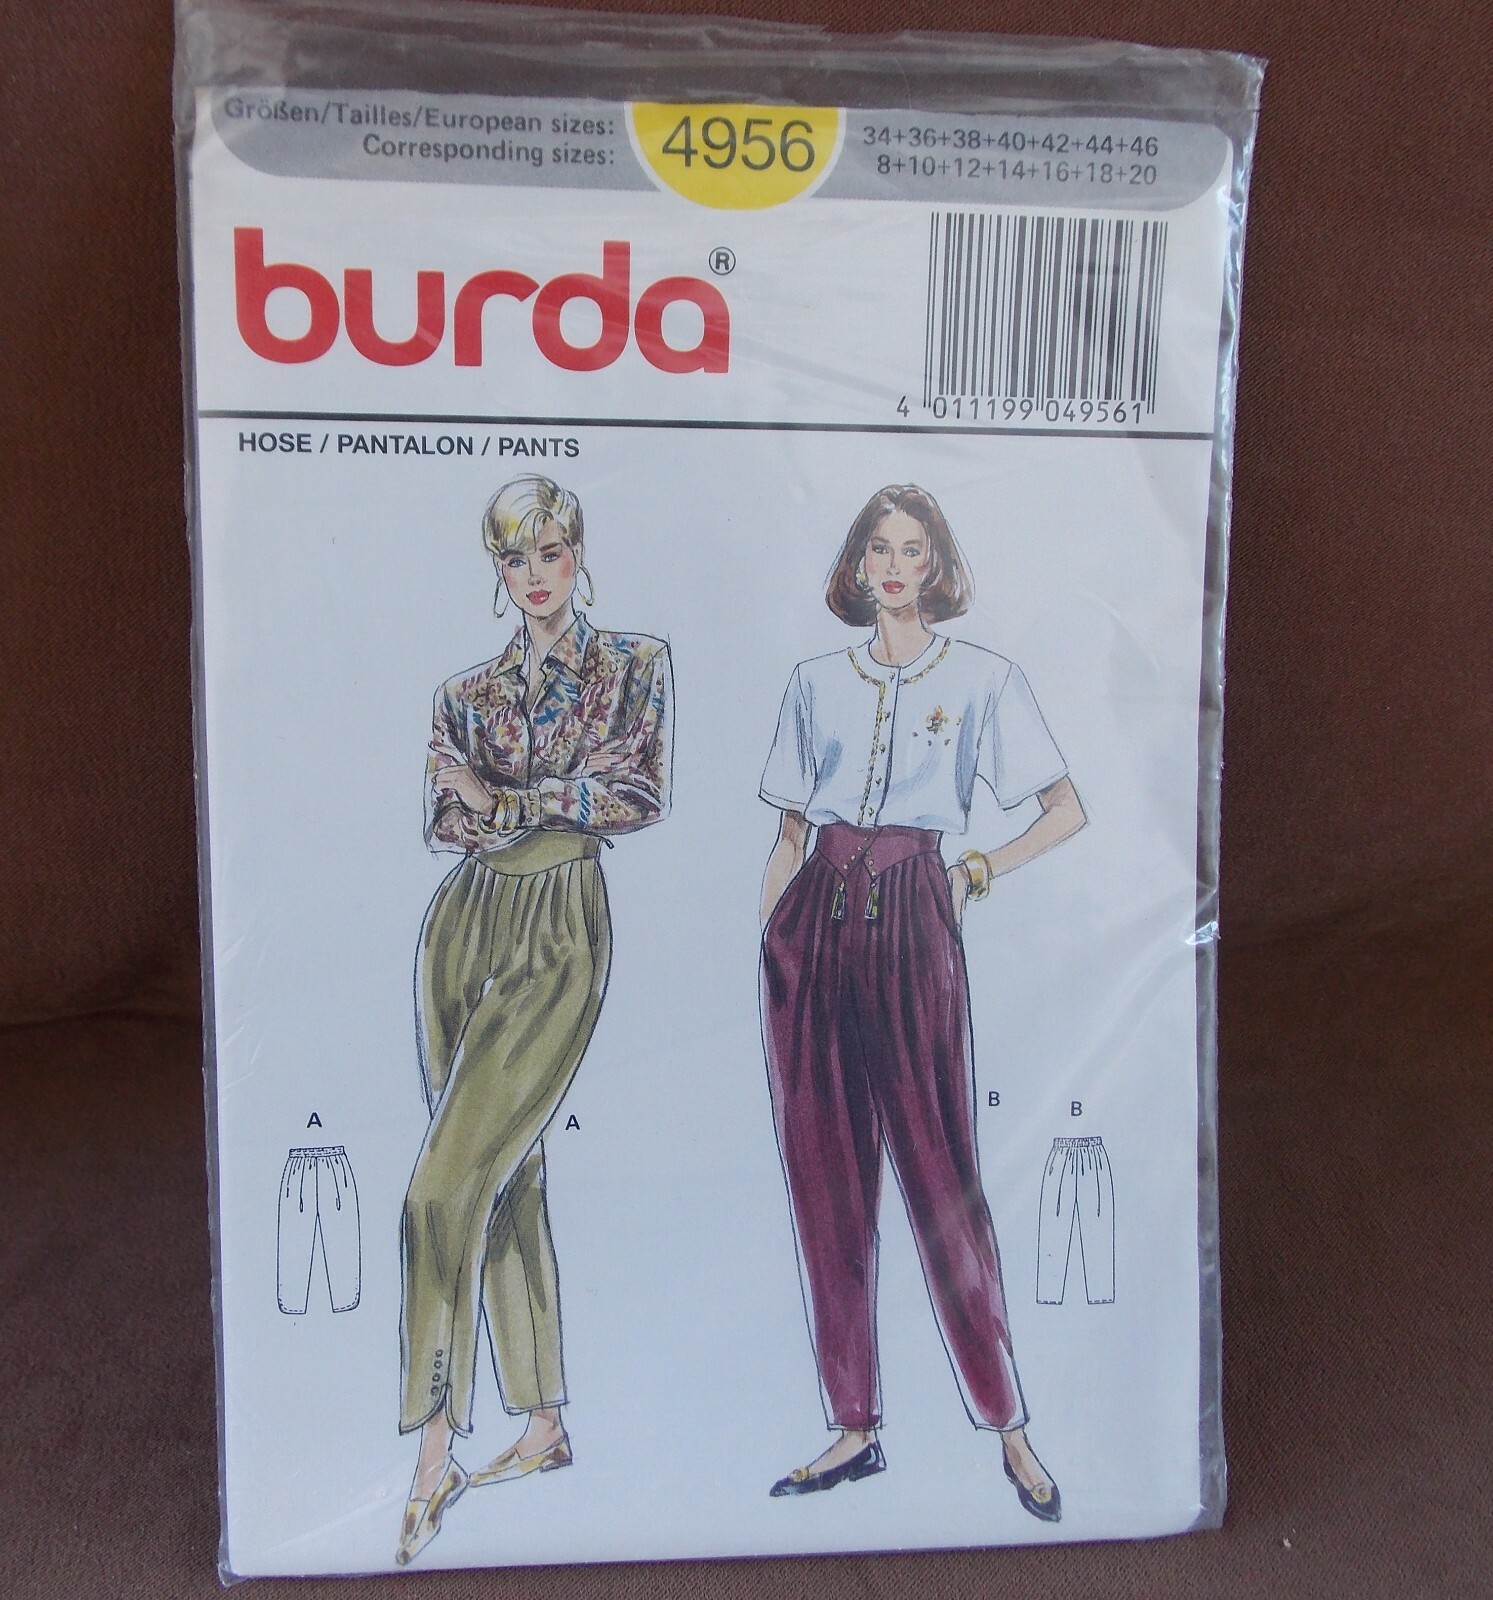 Größen/Tailles/European sizes:
Corresponding sizes:
4956
34+36+38+40+42+44+46
8+10+12+14+16+18+20
burda®
4 011199 049561
HOSE / PANTALON / PANTS
A
A
B
B